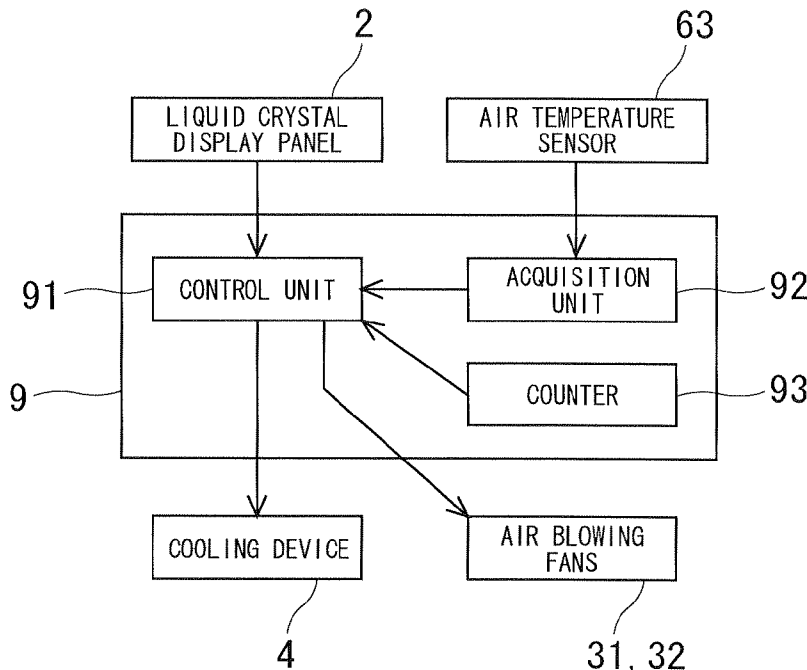 2
63
LIQUID CRYSTAL
DISPLAY PANEL
AIR TEMPERATURE
SENSOR
91
CONTROL UNIT
ACQUISITION
UNIT
92
9
COUNTER
93
COOLING DEVICE
AIR BLOWING
FANS
4
31, 32